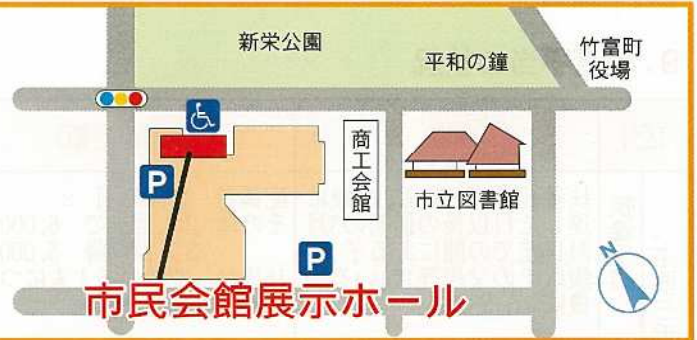 新栄公園
平和の鐘
竹富町
役場
P
商工会館
市立図書館
P
N
市民会館展示ホール